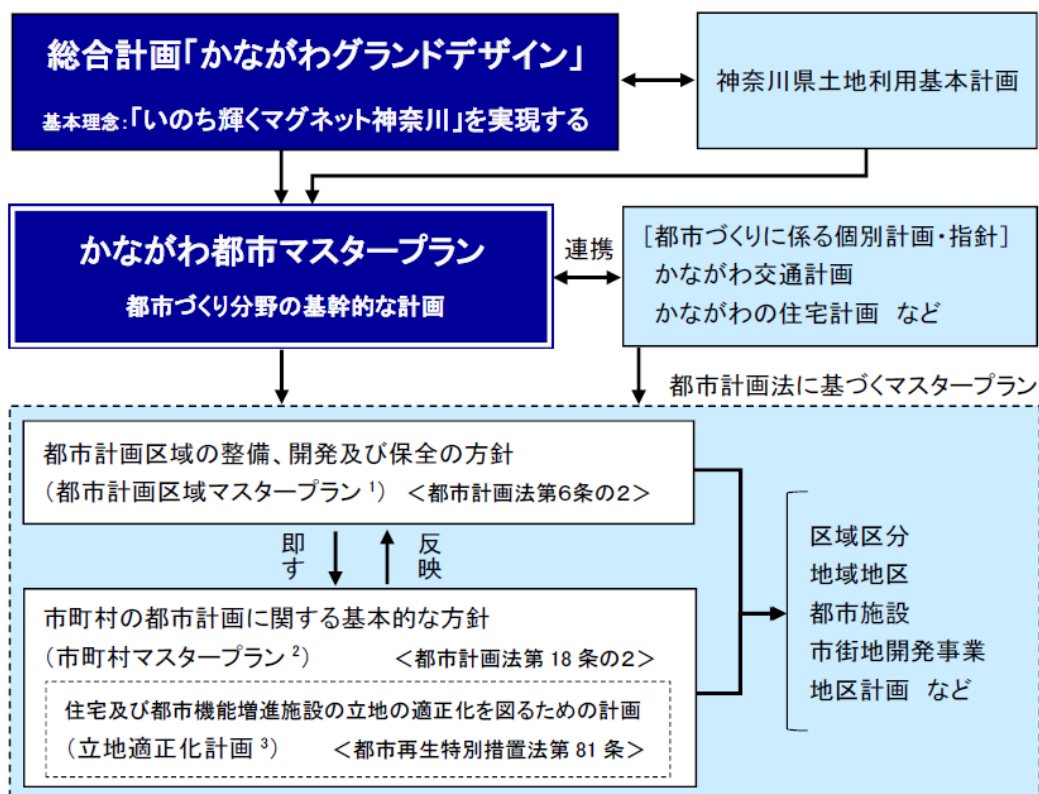 総合計画「かながわグランドデザイン」
基本理念:「いのち輝くマグネット神奈川」を実現する
神奈川県土地利用基本計画
かながわ都市マスタープラン
都市づくり分野の基幹的な計画
連携
[都市づくりに係る個別計画・指針]
かながわ交通計画
かながわの住宅計画 など
都市計画法に基づくマスタープラン
都市計画区域の整備、開発及び保全の方針
(都市計画区域マスタープラン1) <都市計画法第6条の2>
即す
反映
市町村の都市計画に関する基本的な方針
(市町村マスタープラン2) <都市計画法第18条の2>
住宅及び都市機能増進施設の立地の適正化を図るための計画
(立地適正化計画3) <都市再生特別措置法第81条>
区域区分
地域地区
都市施設
市街地開発事業
地区計画 など